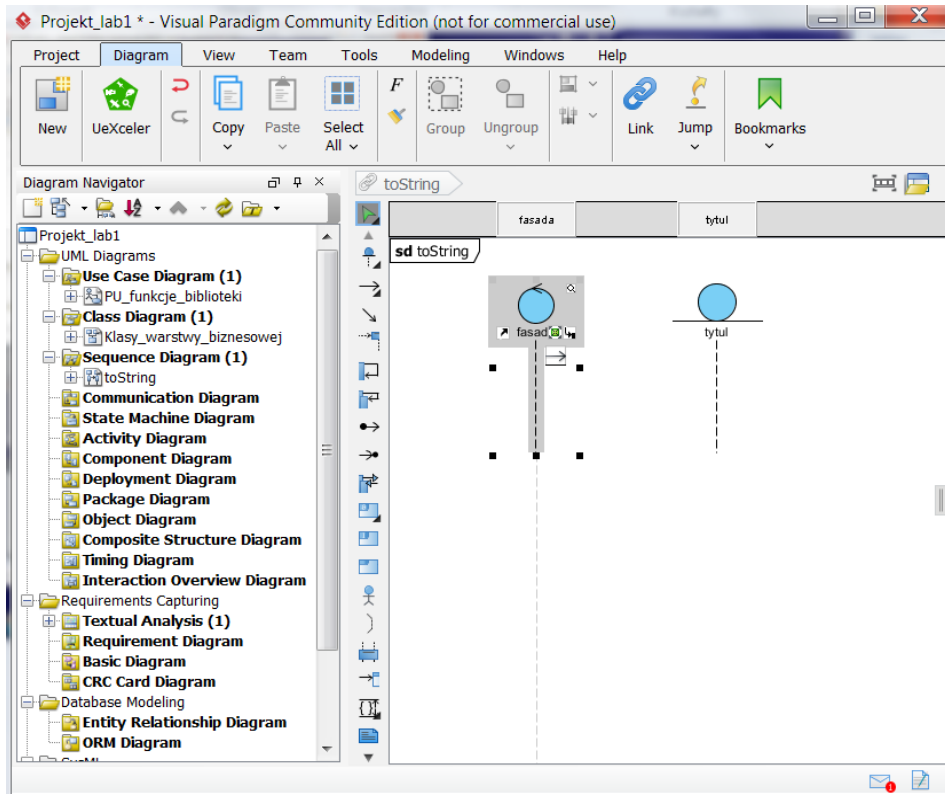 Projekt_lab1 * - Visual Paradigm Community Edition (not for commercial use)
Project Diagram View Team Tools Modeling Windows Help
New UeXceler Copy Paste Select All F Group Ungroup Link Jump Bookmarks
Diagram Navigator
toString
Projekt_lab1
UML Diagrams
Use Case Diagram (1)
PU_funkcje_biblioteki
Class Diagram (1)
Klasy_warstwy_biznesowej
Sequence Diagram (1)
toString
Communication Diagram
State Machine Diagram
Activity Diagram
Component Diagram
Deployment Diagram
Package Diagram
Object Diagram
Composite Structure Diagram
Timing Diagram
Interaction Overview Diagram
Requirements Capturing
Textual Analysis (1)
Requirement Diagram
Basic Diagram
CRC Card Diagram
Database Modeling
Entity Relationship Diagram
ORM Diagram
fasada tytul
sd toString
fasad tytul